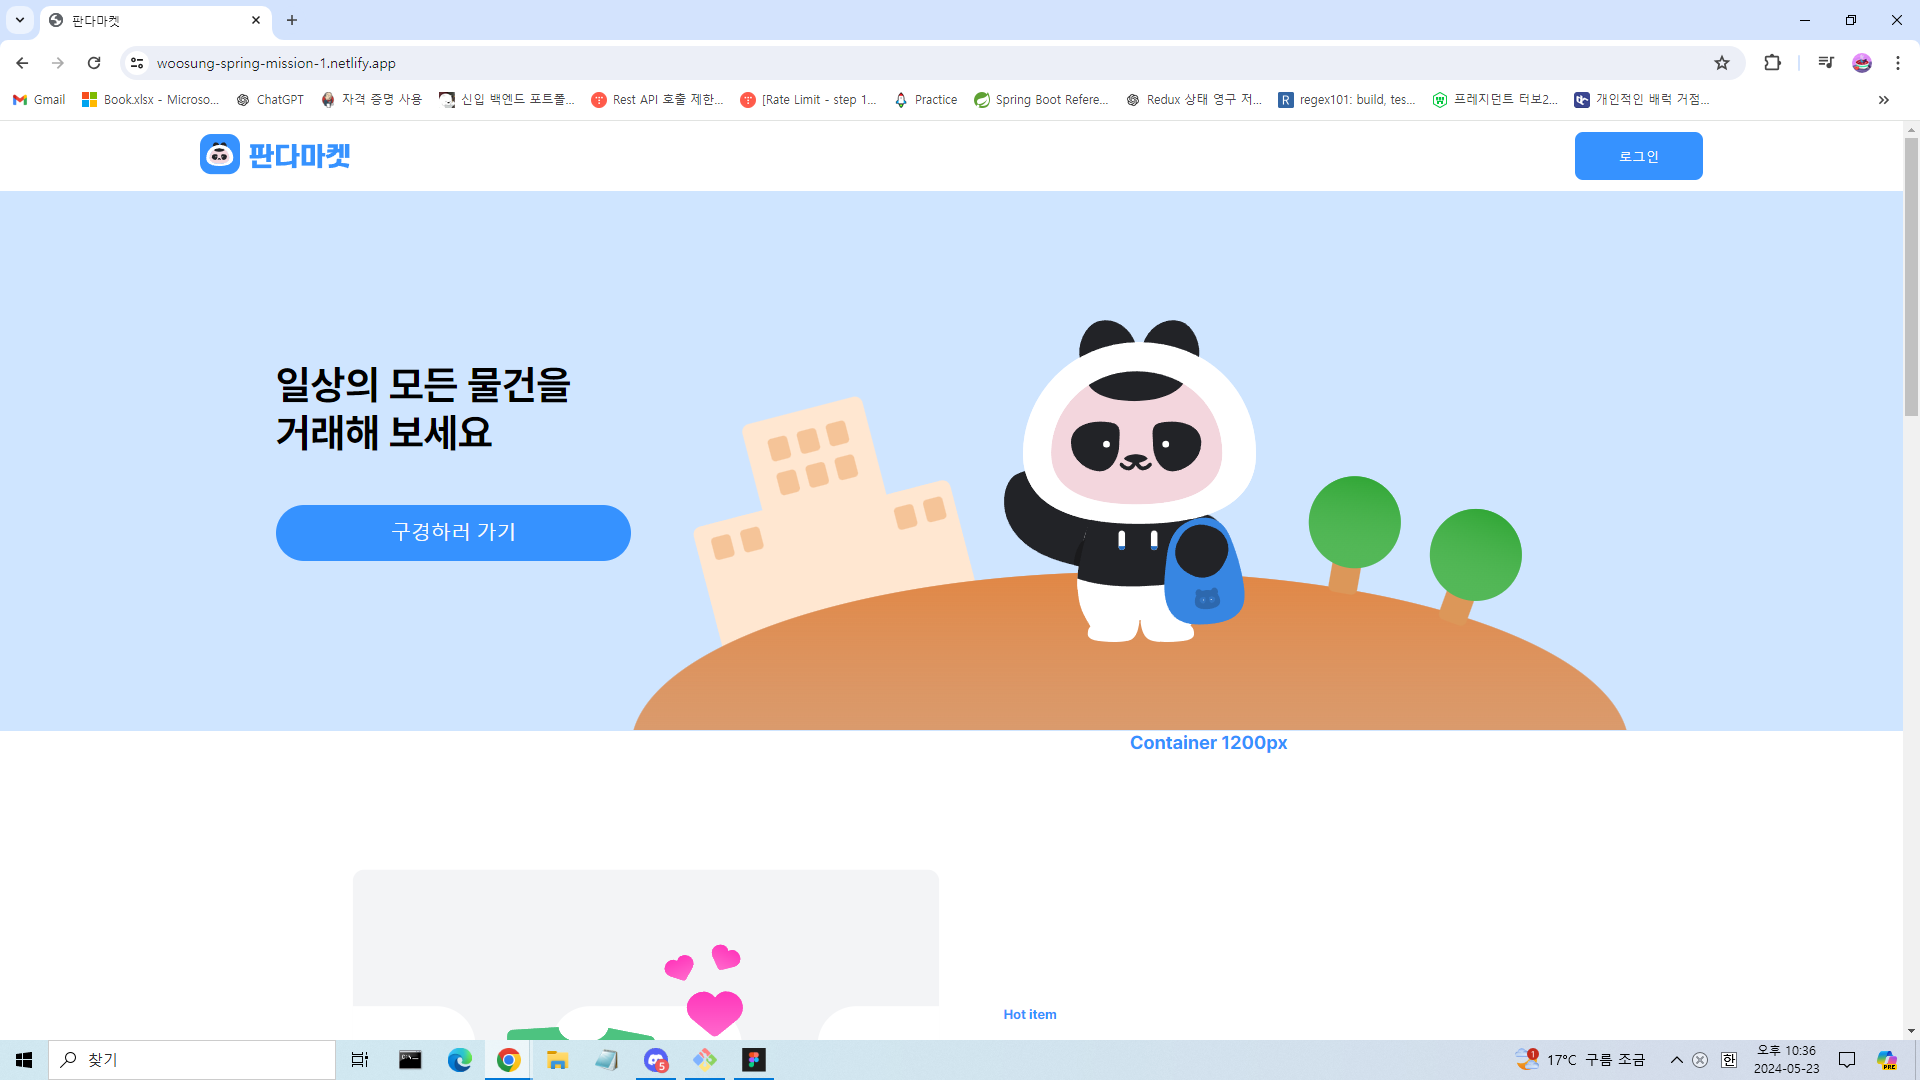 판다마켓
woosung-spring-mission-1.netlify.app
Gmail
Book.xlsx - Microso...
ChatGPT
자격 증명 사용
신입 백엔드 포트폴...
Rest API 호출 제한...
[Rate Limit - step 1...
Practice
Spring Boot Refere...
Redux 상태 영구 저...
regex101: build, tes...
프레지던트 터보2...
개인적인 배럭 거점...
판다마켓
로그인
일상의 모든 물건을
거래해 보세요
구경하러 가기
Container 1200px
Hot item
찾기
5
1
17°C 구름 조금
한
오후 10:36
2024-05-23
PRE